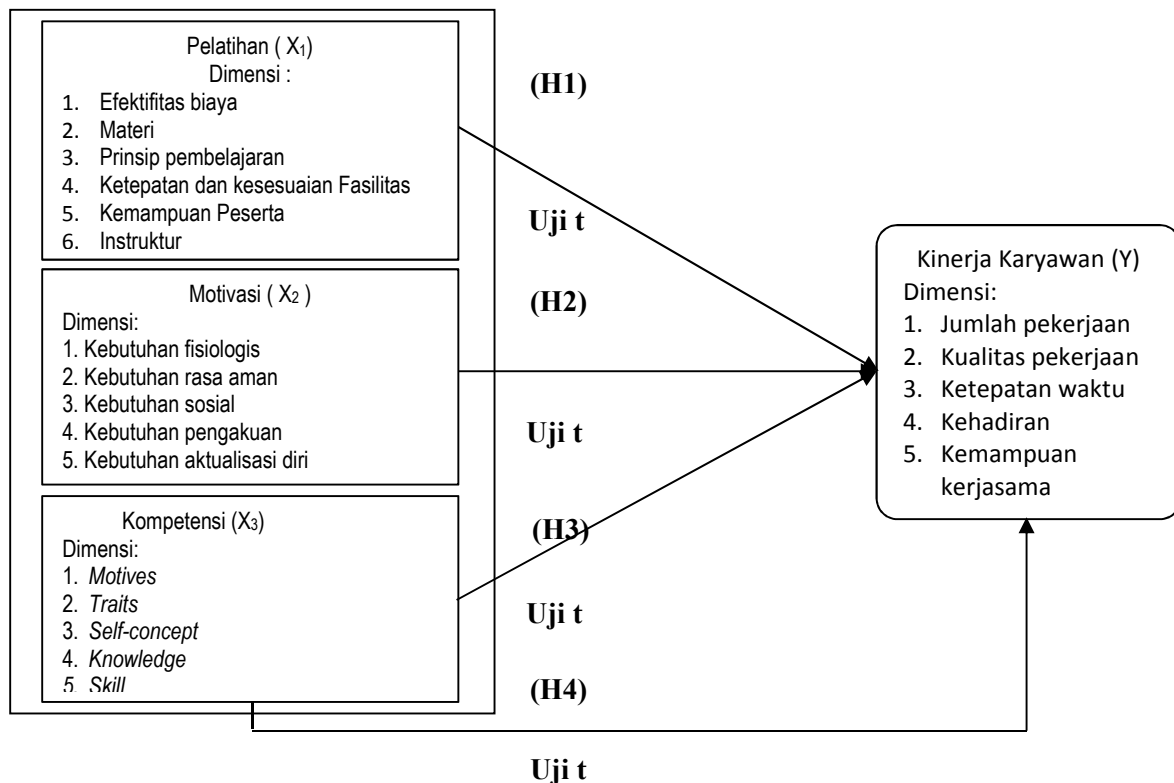 Pelatihan ( X₁)
Dimensi :
1. Efektifitas biaya
2. Materi
3. Prinsip pembelajaran
4. Ketepatan dan kesesuaian Fasilitas
5. Kemampuan Peserta
6. Instruktur
Motivasi ( X₂ )
Dimensi:
1. Kebutuhan fisiologis
2. Kebutuhan rasa aman
3. Kebutuhan sosial
4. Kebutuhan pengakuan
5. Kebutuhan aktualisasi diri
Kompetensi (X₃)
Dimensi:
1. Motives
2. Traits
3. Self-concept
4. Knowledge
5. Skill
(H1)
Uji t
(H2)
Uji t
(H3)
Uji t
(H4)
Uji t
Kinerja Karyawan (Y)
Dimensi:
1. Jumlah pekerjaan
2. Kualitas pekerjaan
3. Ketepatan waktu
4. Kehadiran
5. Kemampuan
kerjasama